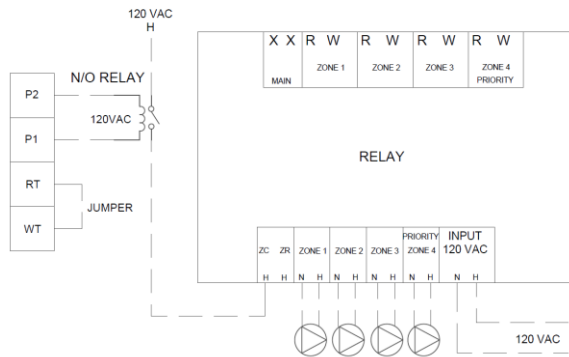 120 VAC
H
X X R W R W R W R W
MAIN
ZONE 1
ZONE 2
ZONE 3
ZONE 4
PRIORITY
N/O RELAY
120VAC
P2
P1
RT
WT
JUMPER
RELAY
ZC ZR ZONE 1 ZONE 2 ZONE 3
PRIORITY
ZONE 4
INPUT
120 VAC
H H N H N H N H N H N H
120 VAC